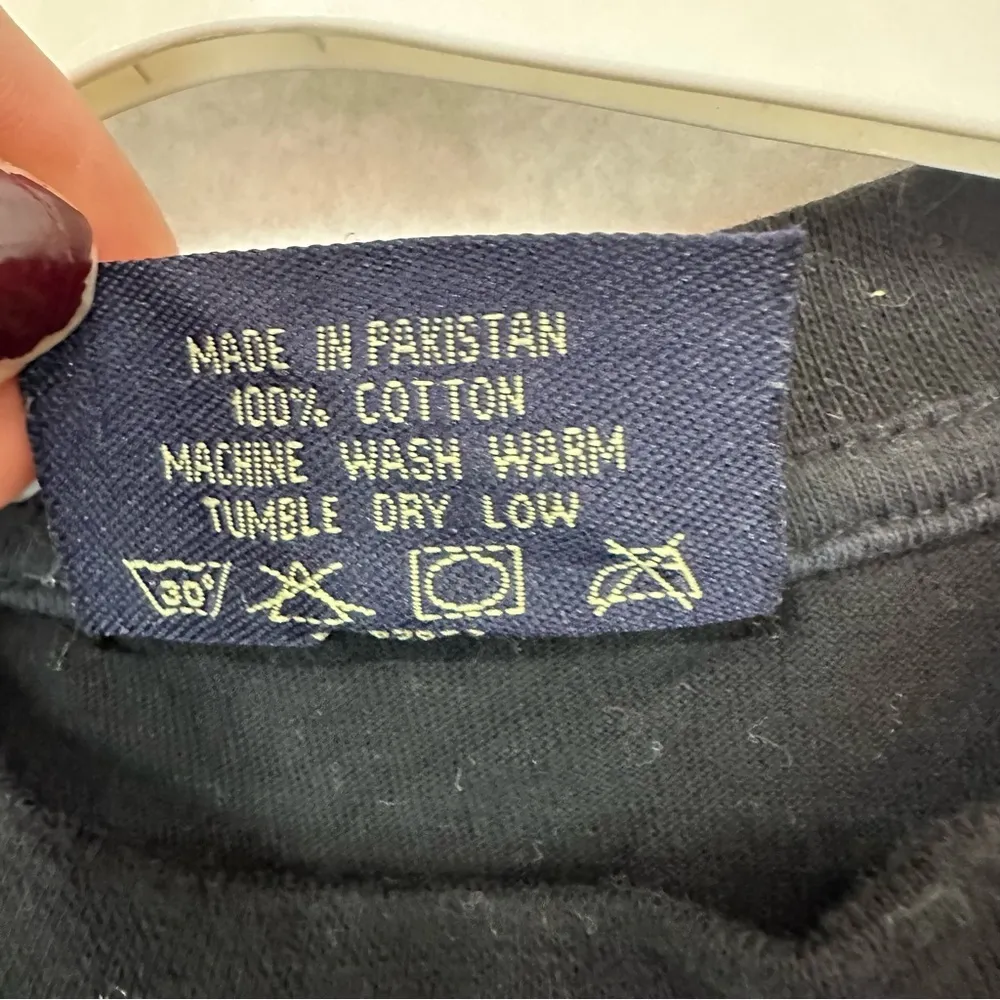 MADE IN PAKISTAN
100% COTTON
MACHINE WASH WARM
TUMBLE DRY LOW
30°